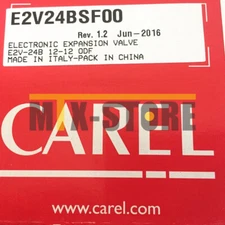 E2V24BSF00
Rev. 1.2 Jun-2016
ELECTRONIC EXPANSION VALVE
E2V-24B 12-12 ODF
MADE IN ITALY-PACK IN CHINA
CAREL
MIX-STORE
www.carel.com